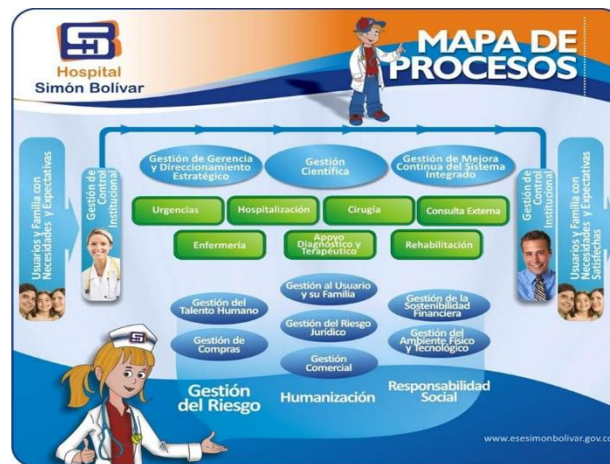 SH
Hospital
Simón Bolívar
MAPA DE
PROCESOS
Usuarios y Familia con
Necesidades y Expectativas
Gestión de
Control
Institucional
Gestión de Gerencia
y Direccionamiento
Estratégico
Gestión
Científica
Gestión de Mejora
Contínua del Sistema
Integrado
Gestión de
Control
Institucional
Usuarios y Familia con
Necesidades y Expectativas
Satisfechas
Urgencias
Hospitalización
Cirugía
Consulta Externa
Enfermería
Apoyo
Diagnóstico y
Terapéutico
Rehabilitación
Gestión del
Talento Humano
Gestión al Usuario
y su Familia
Gestión de la
Sostenibilidad
Financiera
Gestión de
Compras
Gestión del Riesgo
Jurídico
Gestión del
Ambiente Físico
y Tecnológico
Gestión
Comercial
Gestión
del Riesgo
Humanización
Responsabilidad
Social
www.esesimonbolivar.gov.co